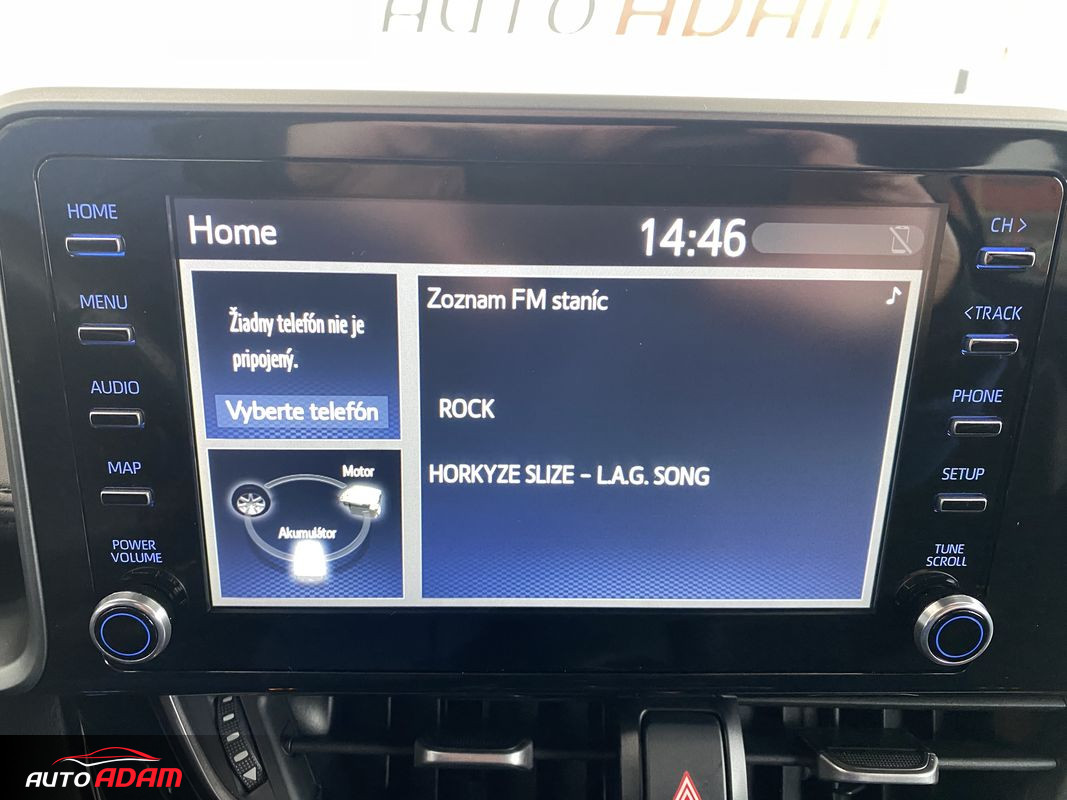 AUTO ADAM
HOME
MENU
AUDIO
MAP
POWER
VOLUME
Home
14:46
Žiadny telefón nie je
pripojený.
Vyberte telefón
Motor
Akumulátor
Zoznam FM staníc
ROCK
HORKYZE SLIZE – L.A.G. SONG
CH >
<TRACK
PHONE
SETUP
TUNE
SCROLL
AUTO ADAM